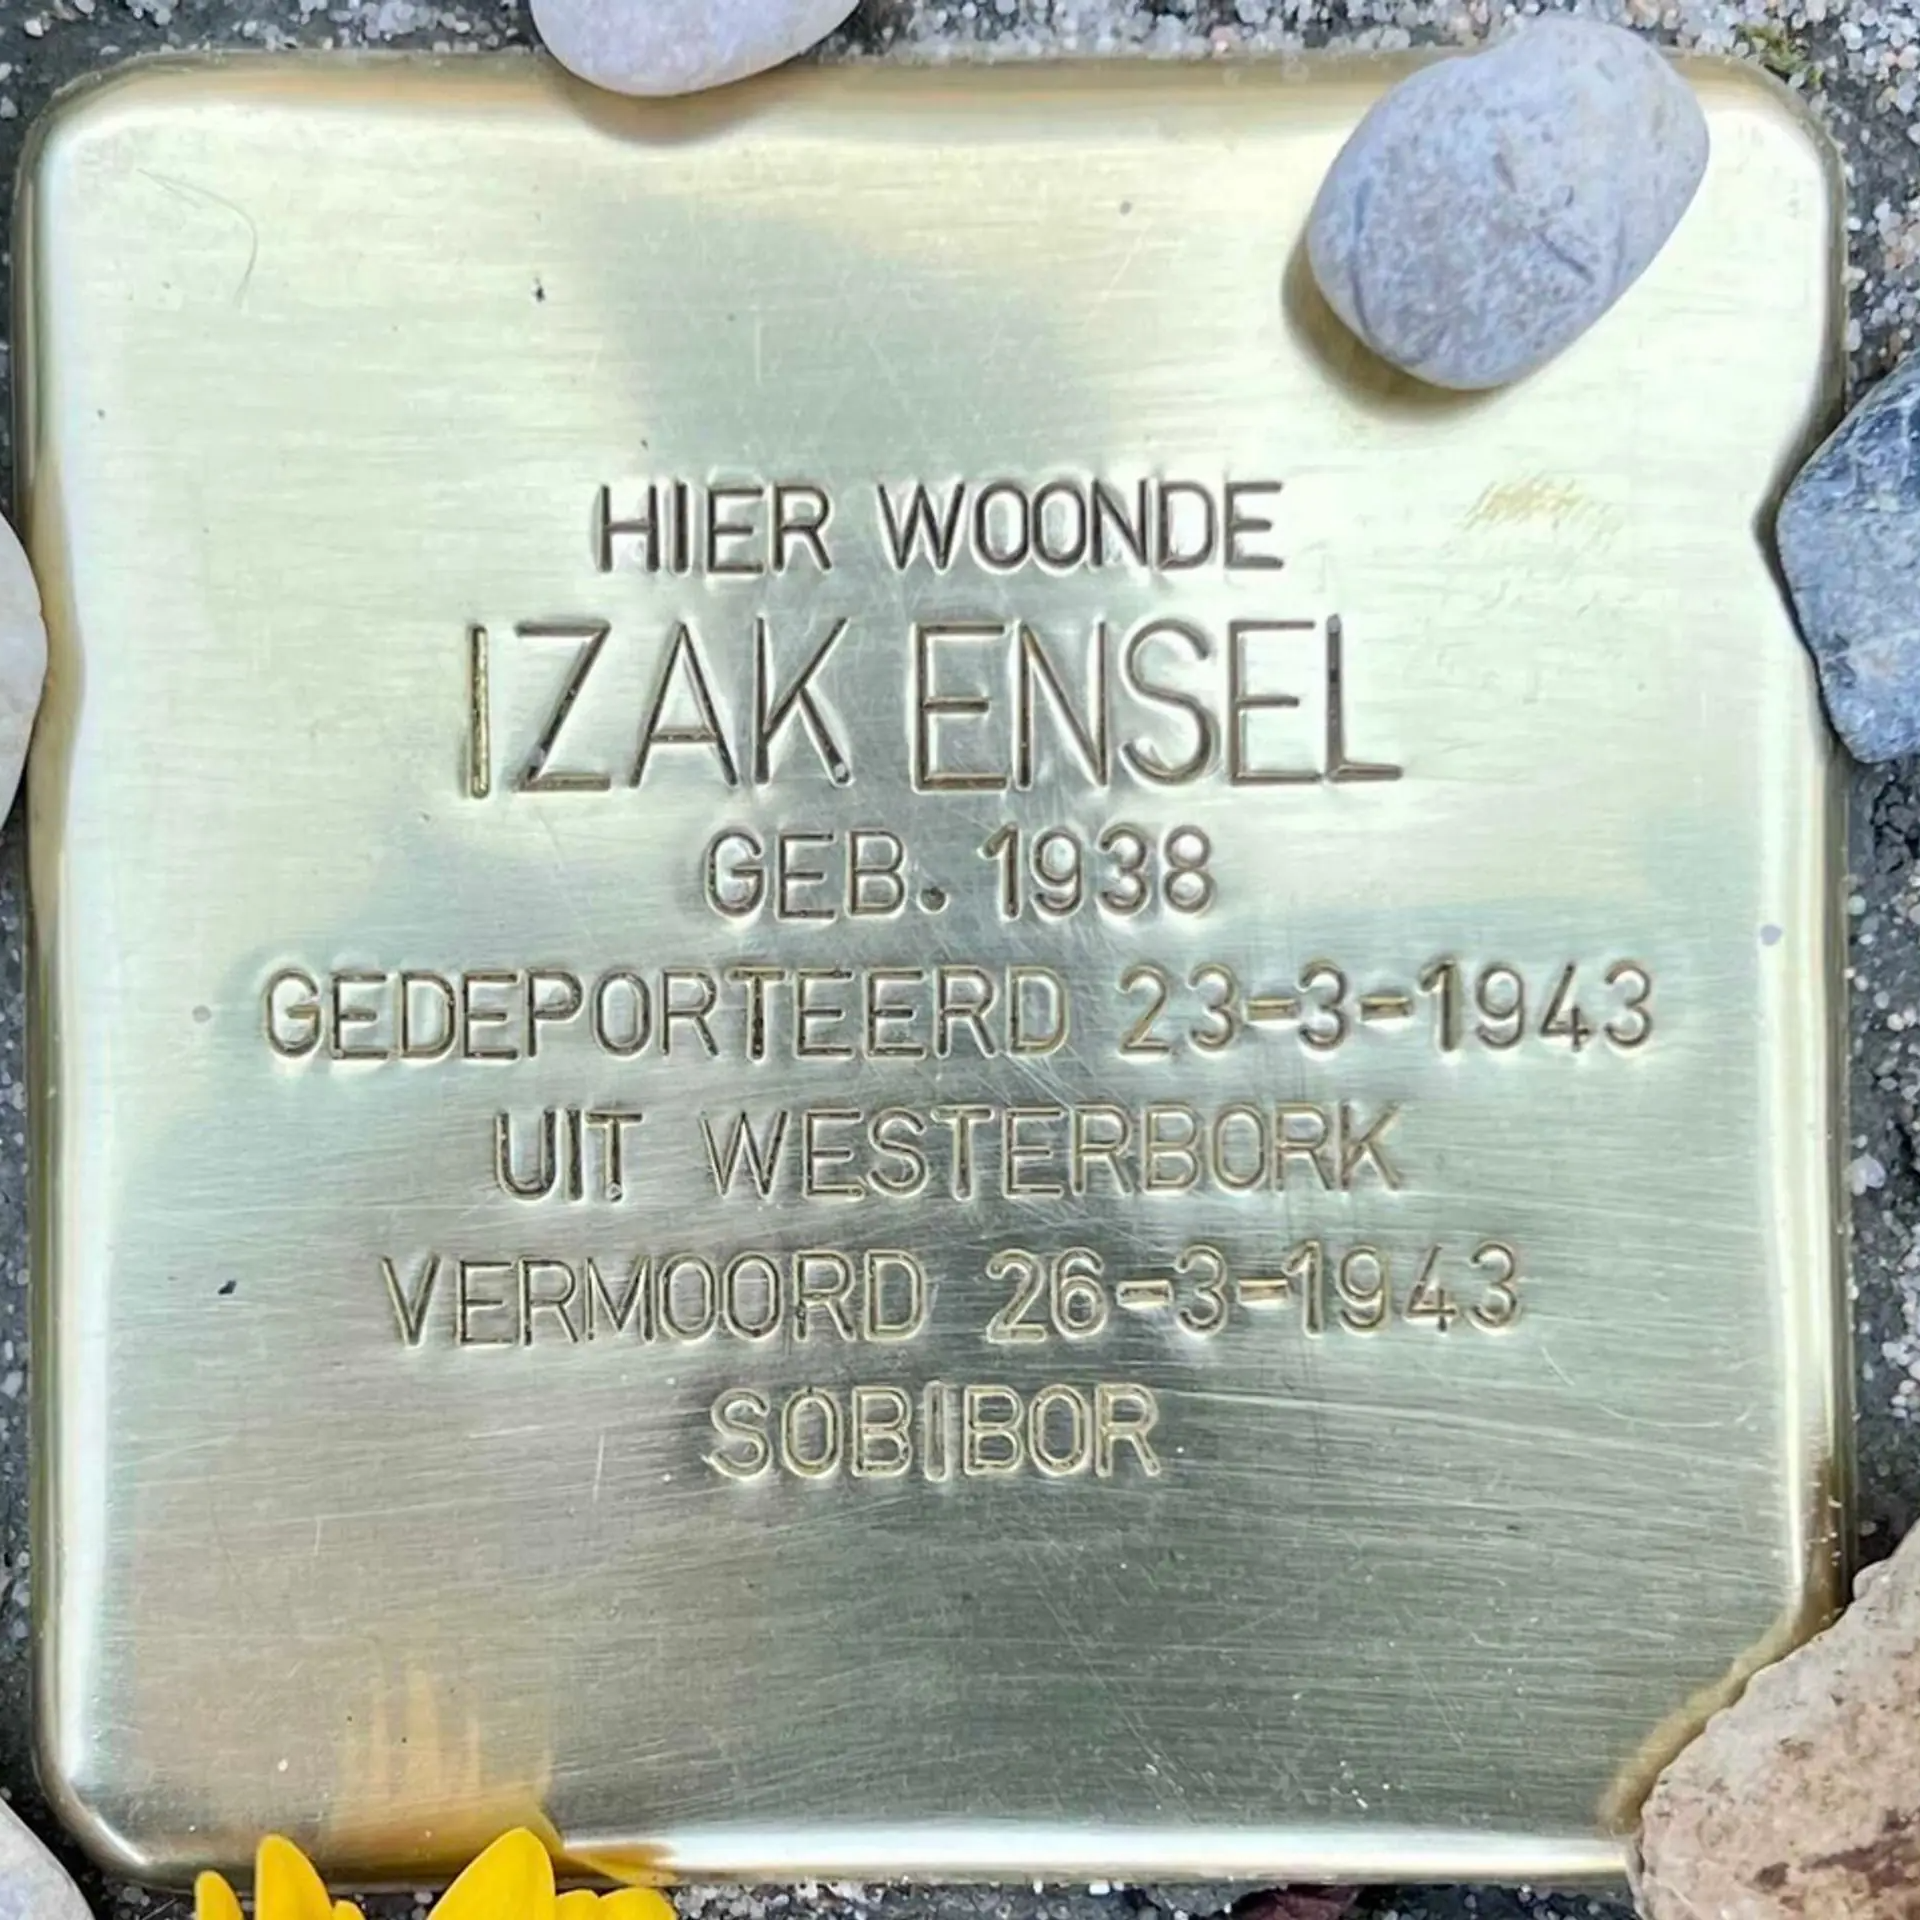 HIER WOONDE
IZAK ENSEL
GEB. 1938
GEDEPORTEERD 23-3-1943
UIT WESTERBORK
VERMOORD 26-3-1943
SOBIBOR